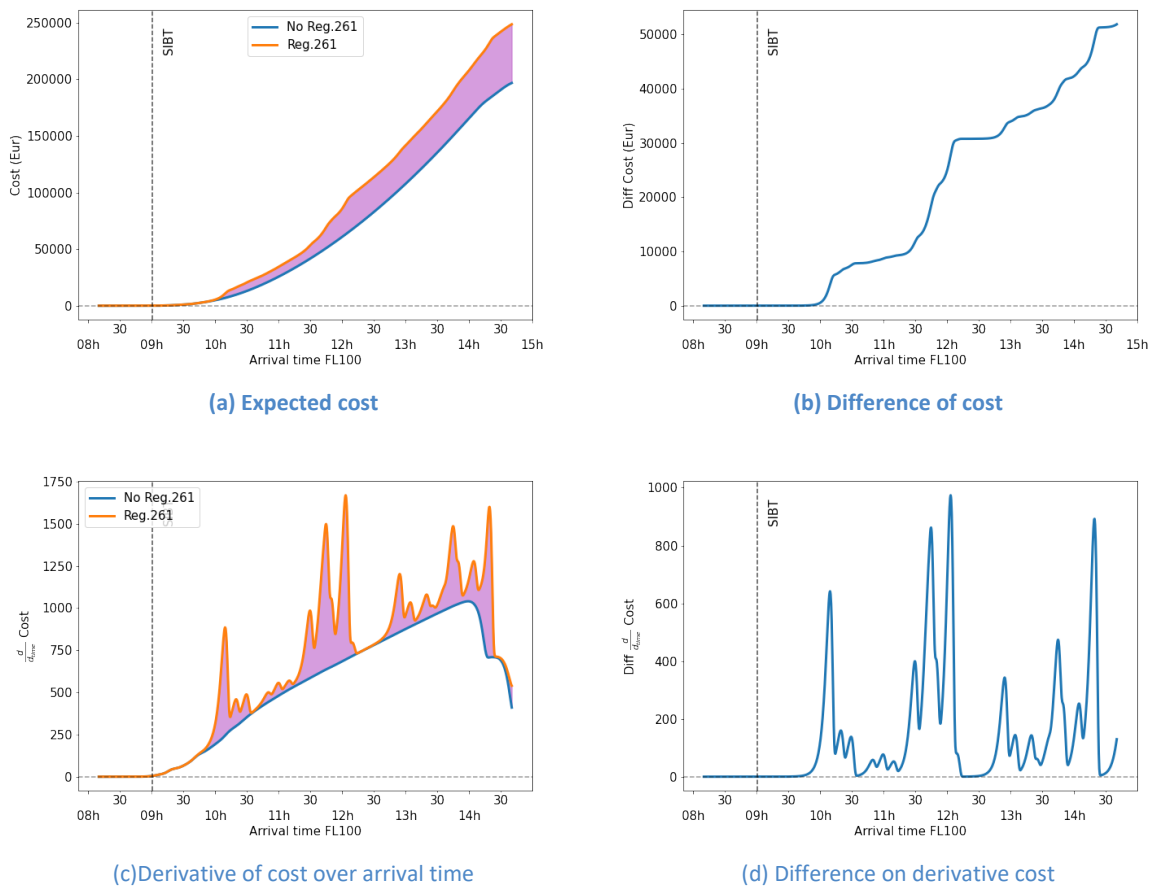 250000
200000
150000
100000
50000
0
Cost (Eur)
SIBT
No Reg.261
Reg.261
30 30 30 30 30 30 30
08h 09h 10h 11h 12h 13h 14h 15h
Arrival time FL100
(a) Expected cost
50000
40000
30000
20000
10000
0
Diff Cost (Eur)
SIBT
30 30 30 30 30 30 30
08h 09h 10h 11h 12h 13h 14h 15h
Arrival time FL100
(b) Difference of cost
1750
1500
1250
1000
750
500
250
0
d/d_time Cost
No Reg.261
Reg.261
30 30 30 30 30 30 30
08h 09h 10h 11h 12h 13h 14h 15h
Arrival time FL100
(c)Derivative of cost over arrival time
1000
800
600
400
200
0
Diff d/d_time Cost
SIBT
30 30 30 30 30 30 30
08h 09h 10h 11h 12h 13h 14h 15h
Arrival time FL100
(d) Difference on derivative cost